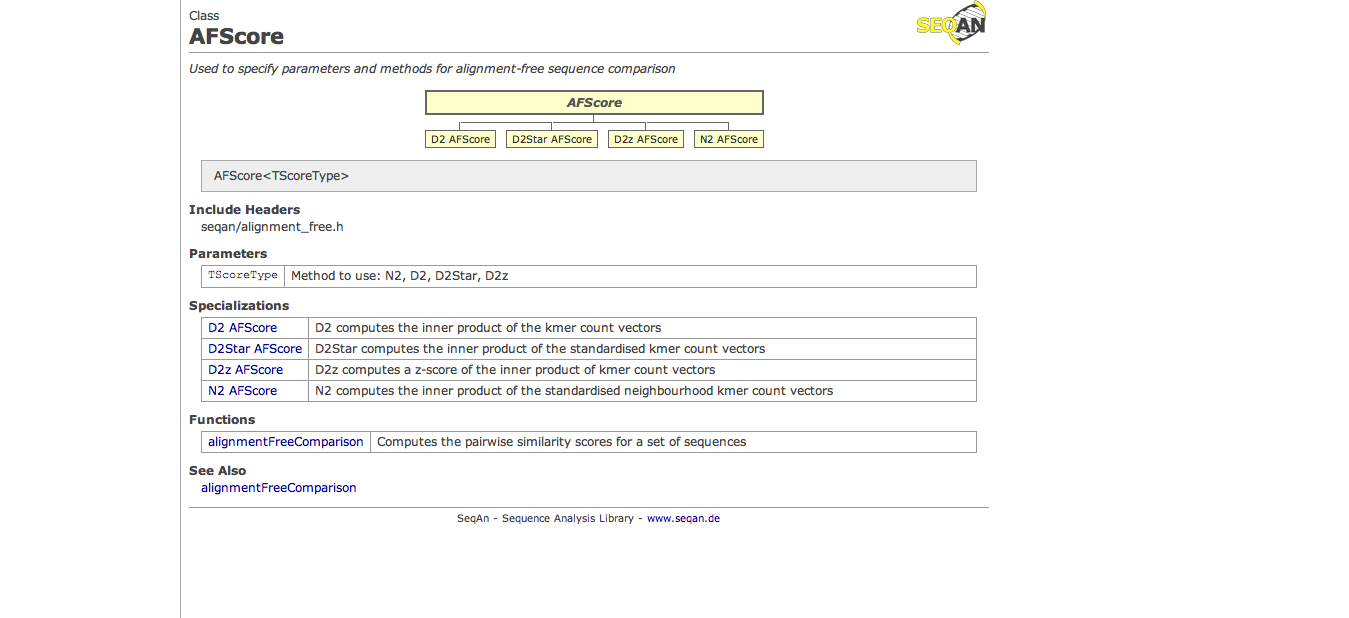 Class
AFScore
SEQAN
Used to specify parameters and methods for alignment-free sequence comparison
AFScore
D2 AFScore D2Star AFScore D2z AFScore N2 AFScore
AFScore<TScoreType>
Include Headers
seqan/alignment_free.h
Parameters
TScoreType Method to use: N2, D2, D2Star, D2z
Specializations
D2 AFScore D2 computes the inner product of the kmer count vectors
D2Star AFScore D2Star computes the inner product of the standardised kmer count vectors
D2z AFScore D2z computes a z-score of the inner product of kmer count vectors
N2 AFScore N2 computes the inner product of the standardised neighbourhood kmer count vectors
Functions
alignmentFreeComparison Computes the pairwise similarity scores for a set of sequences
See Also
alignmentFreeComparison
SeqAn - Sequence Analysis Library - www.seqan.de